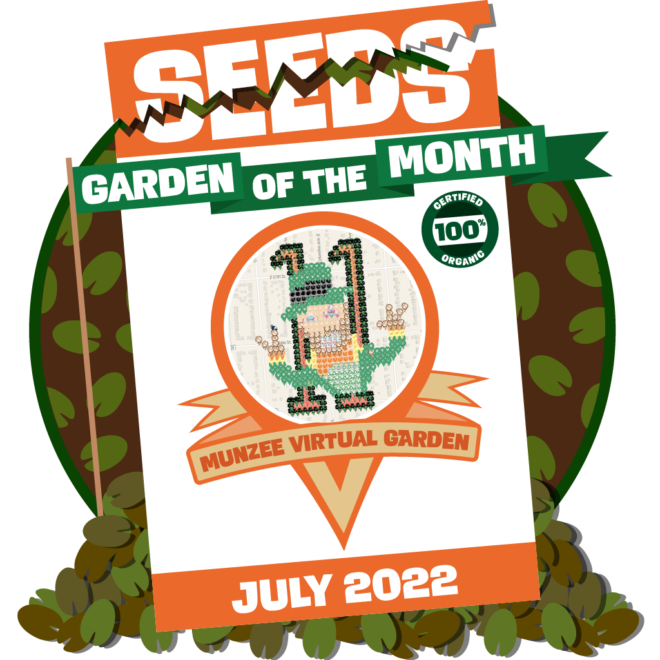 SEEDS
GARDEN OF THE MONTH
CERTIFIED
100%
ORGANIC
MUNZEE VIRTUAL GARDEN
JULY 2022